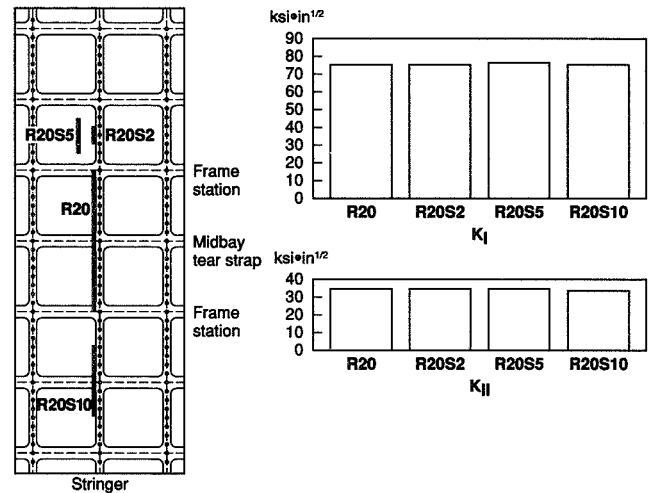 R20S5
R20S2
R20
R20S10
Frame
station
Midbay
tear strap
Frame
station
Stringer
ksi•in1/2
90
80
70
60
50
40
30
20
10
0
R20 R20S2 R20S5 R20S10
KI
ksi•in1/2
40
30
20
10
0
R20 R20S2 R20S5 R20S10
KII